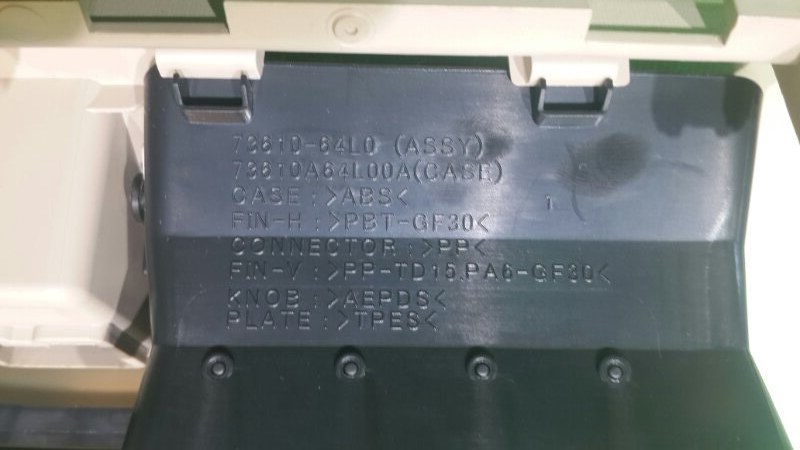 73610-64L0 (ASSY)
73610A64L00A(CASE)
CASE:>ABS<
1
FIN-H:>PBT-GF30<
CONNECTOR:>PP<
FIN-V:>PP-TD15.PA6-GF30<
KNOB:>AEPDS<
PLATE:>TPES<